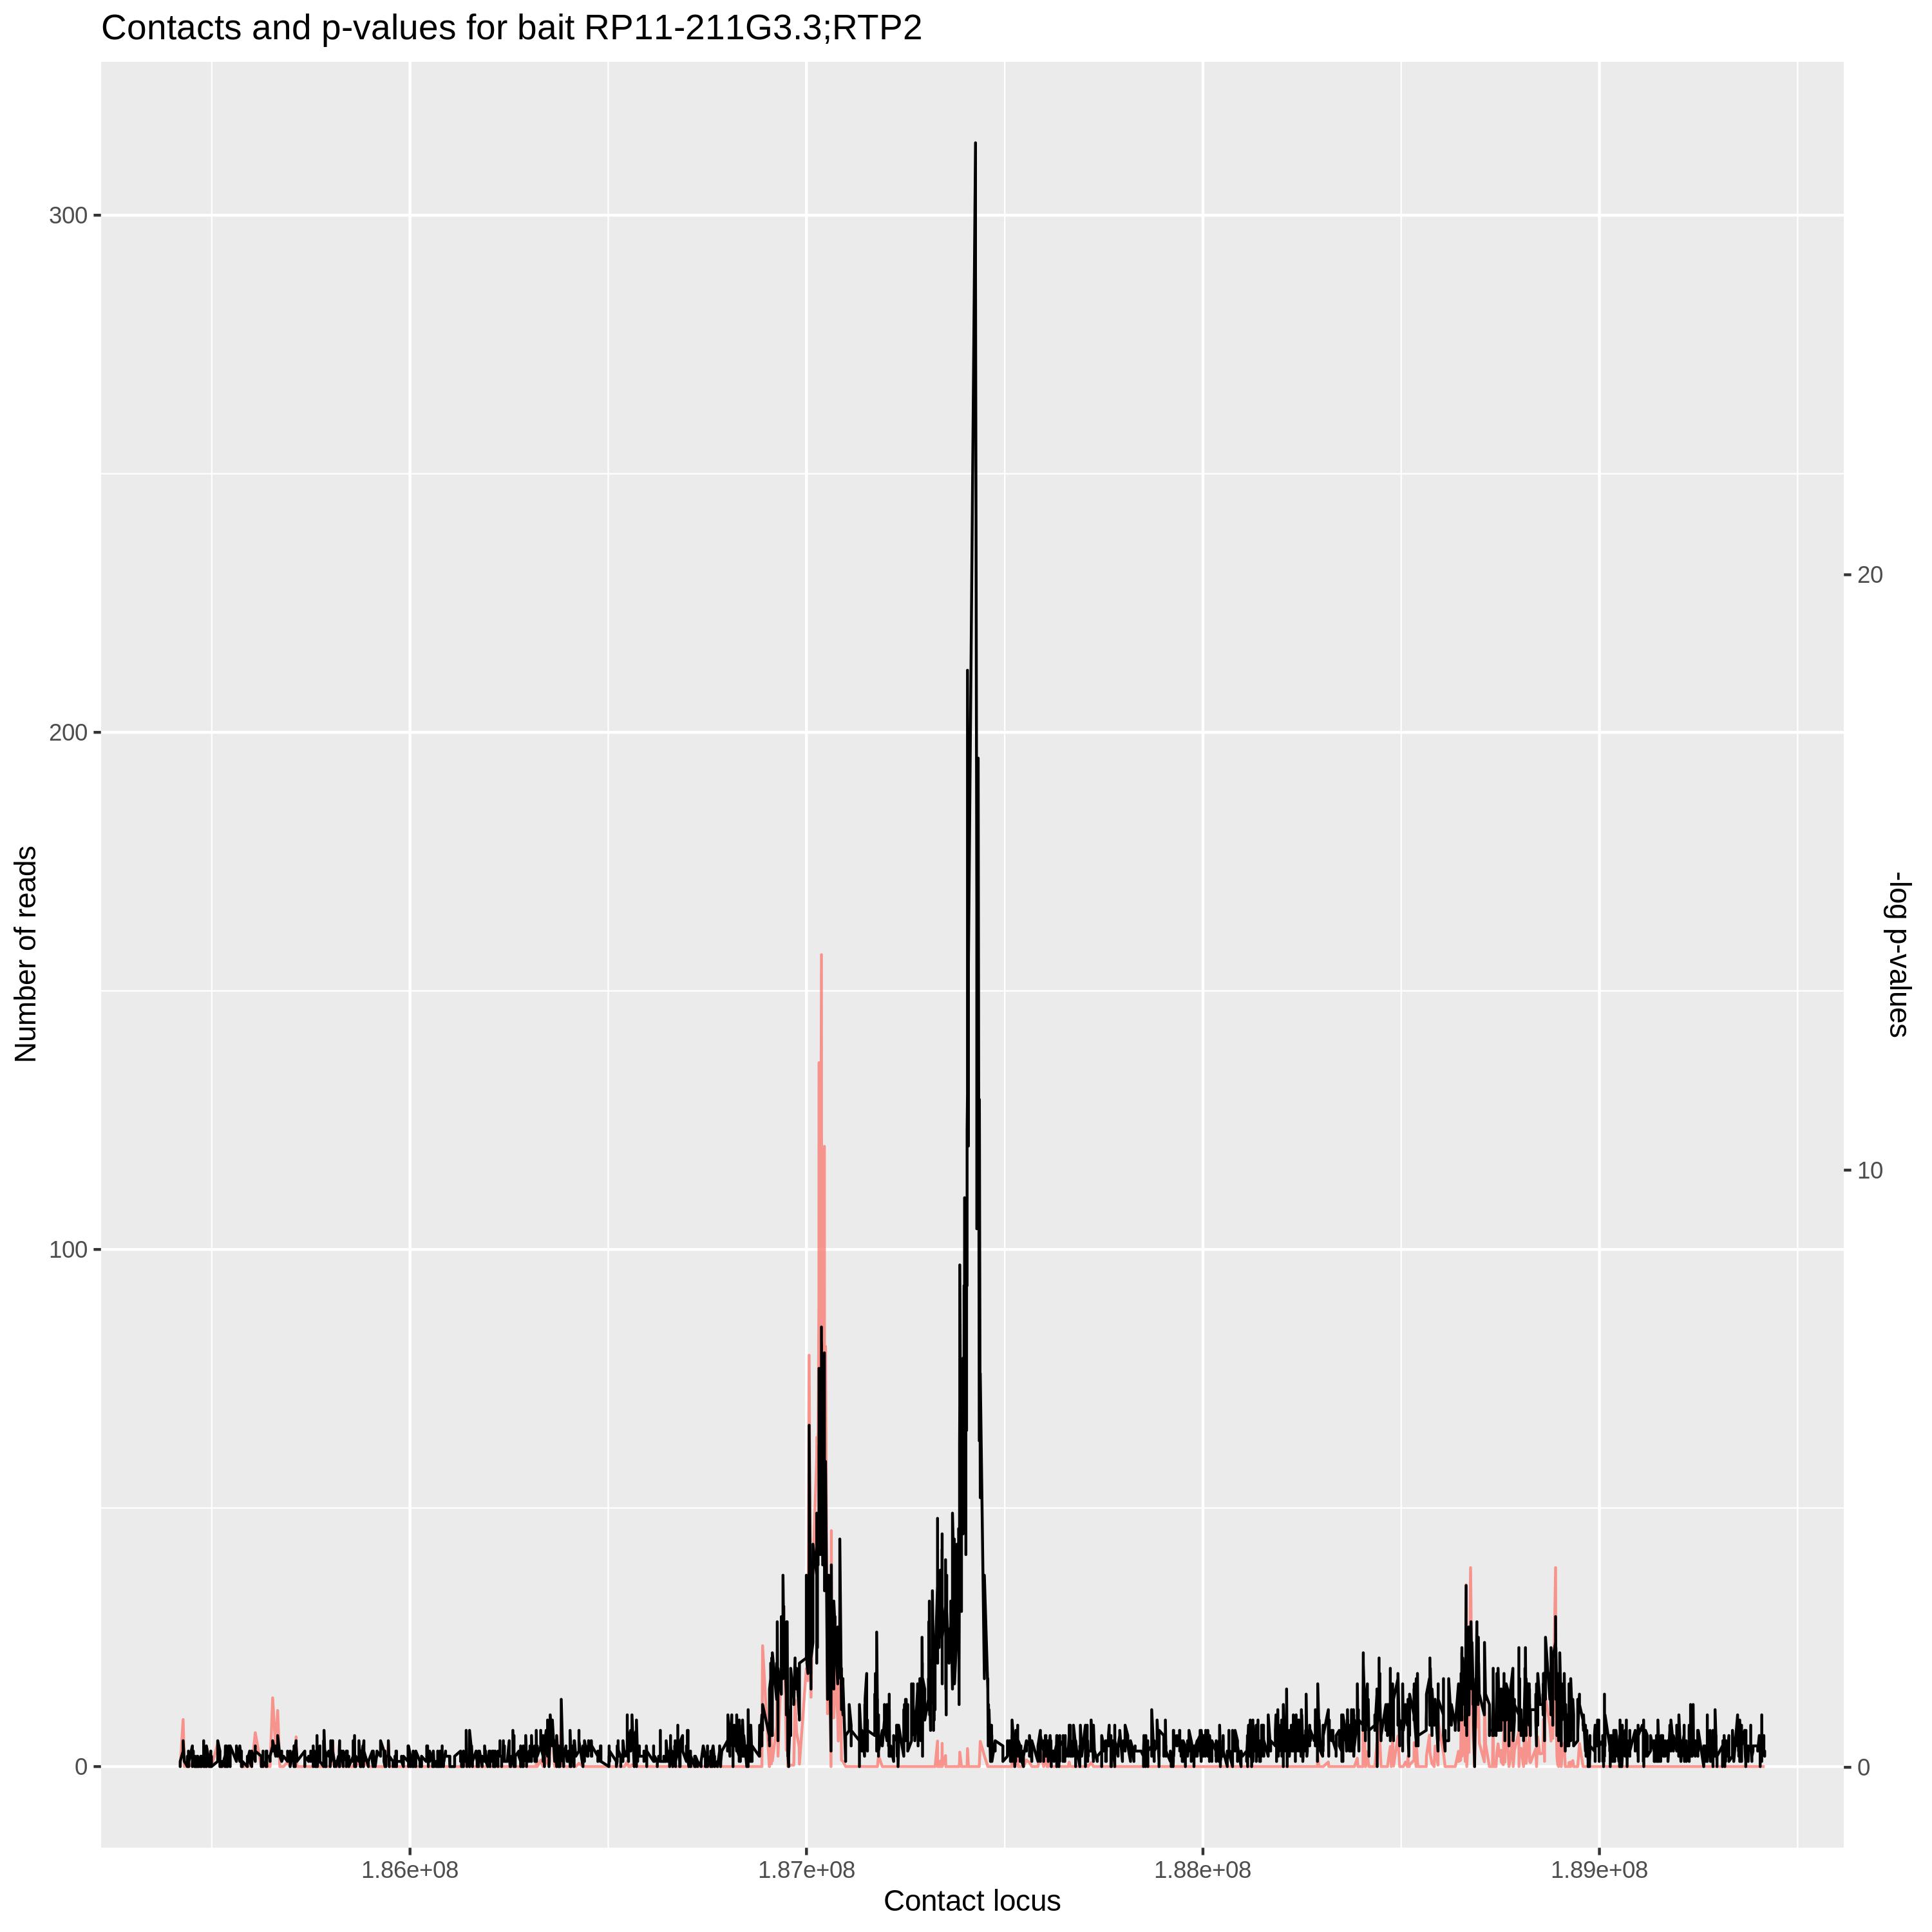 Contacts and p-values for bait RP11-211G3.3;RTP2
Number of reads
300
200
100
0
20
10
0
-log p-values
1.86e+08
1.87e+08
1.88e+08
1.89e+08
Contact locus